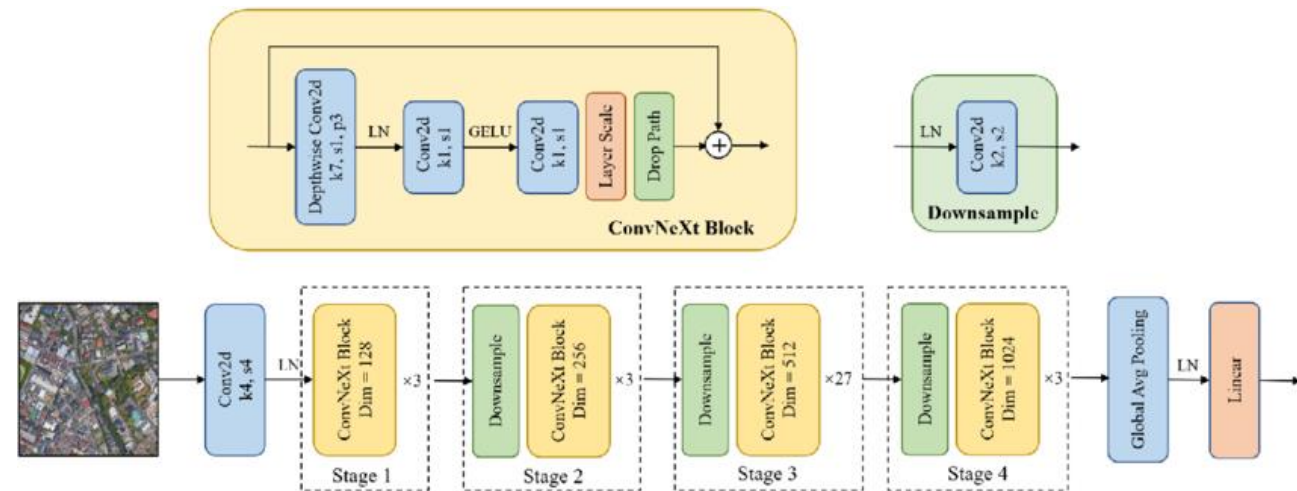 Depthwise Conv2d
k7, s1, p3
LN
Conv2d
k1, s1
GELU
Conv2d
k1, s1
Layer Scale
Drop Path
ConvNeXt Block
LN
Conv2d
k2, s2
Downsample
Conv2d
k4, s4
LN
ConvNeXt Block
Dim = 128
×3
Stage 1
Downsample
ConvNeXt Block
Dim = 256
×3
Stage 2
Downsample
ConvNeXt Block
Dim = 512
×27
Stage 3
Downsample
ConvNeXt Block
Dim = 1024
×3
Stage 4
Global Avg Pooling
LN
Linear